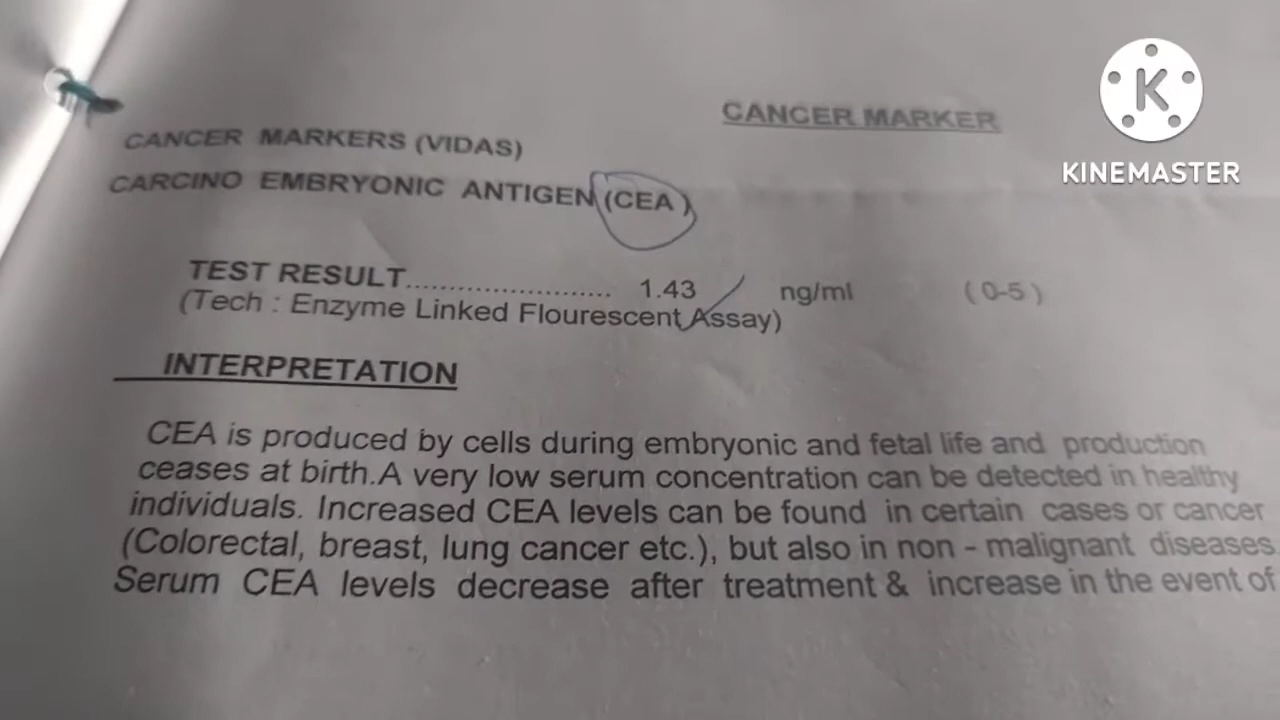 CANCER MARKER
K
KINEMASTER
CANCER MARKERS (VIDAS)
CARCINO EMBRYONIC ANTIGEN (CEA )
TEST RESULT........................ 1.43 ng/ml ( 0-5 )
(Tech : Enzyme Linked Flourescent Assay)
INTERPRETATION
CEA is produced by cells during embryonic and fetal life and production
ceases at birth.A very low serum concentration can be detected in healthy
individuals. Increased CEA levels can be found in certain cases or cancer
(Colorectal, breast, lung cancer etc.), but also in non - malignant diseases.
Serum CEA levels decrease after treatment & increase in the event of